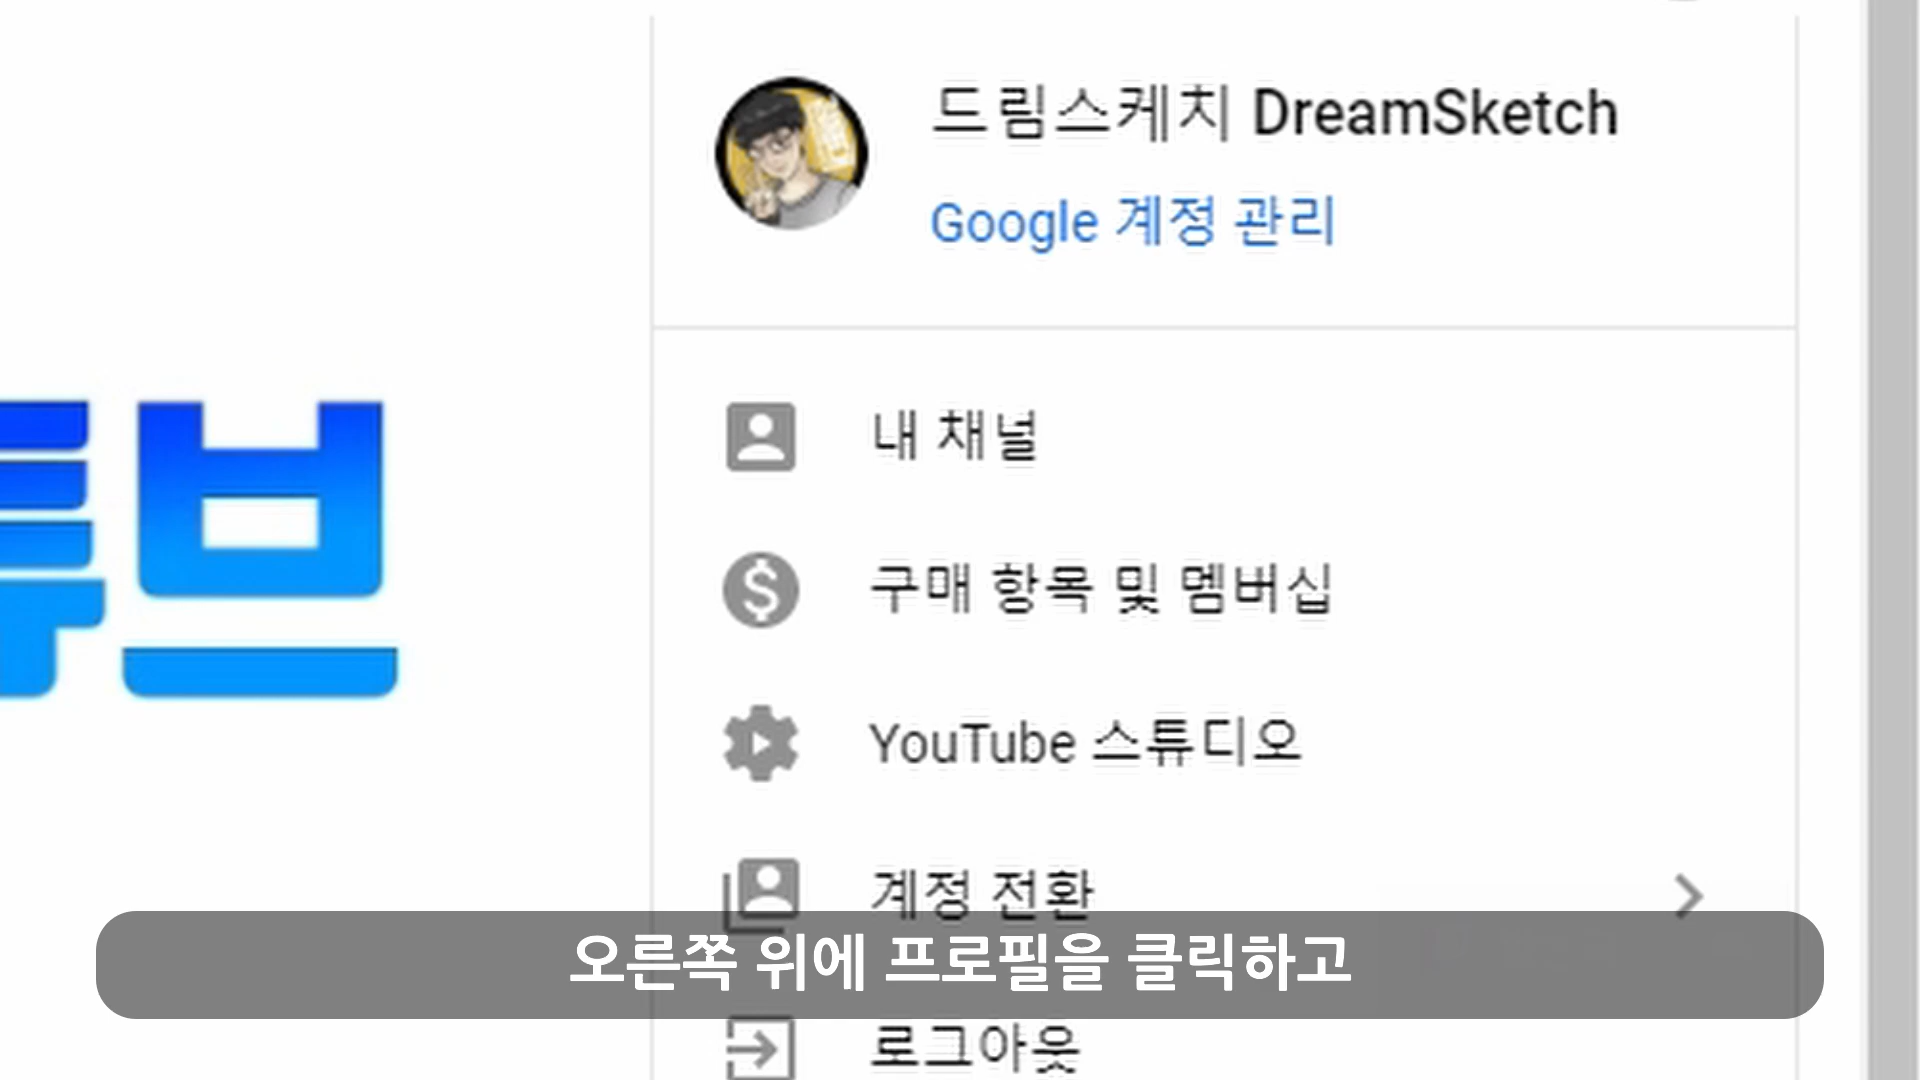 드림스케치 DreamSketch
Google 계정 관리
내 채널
브
구매 항목 및 멤버십
YouTube 스튜디오
계정 전환
오른쪽 위에 프로필을 클릭하고
로그아웃